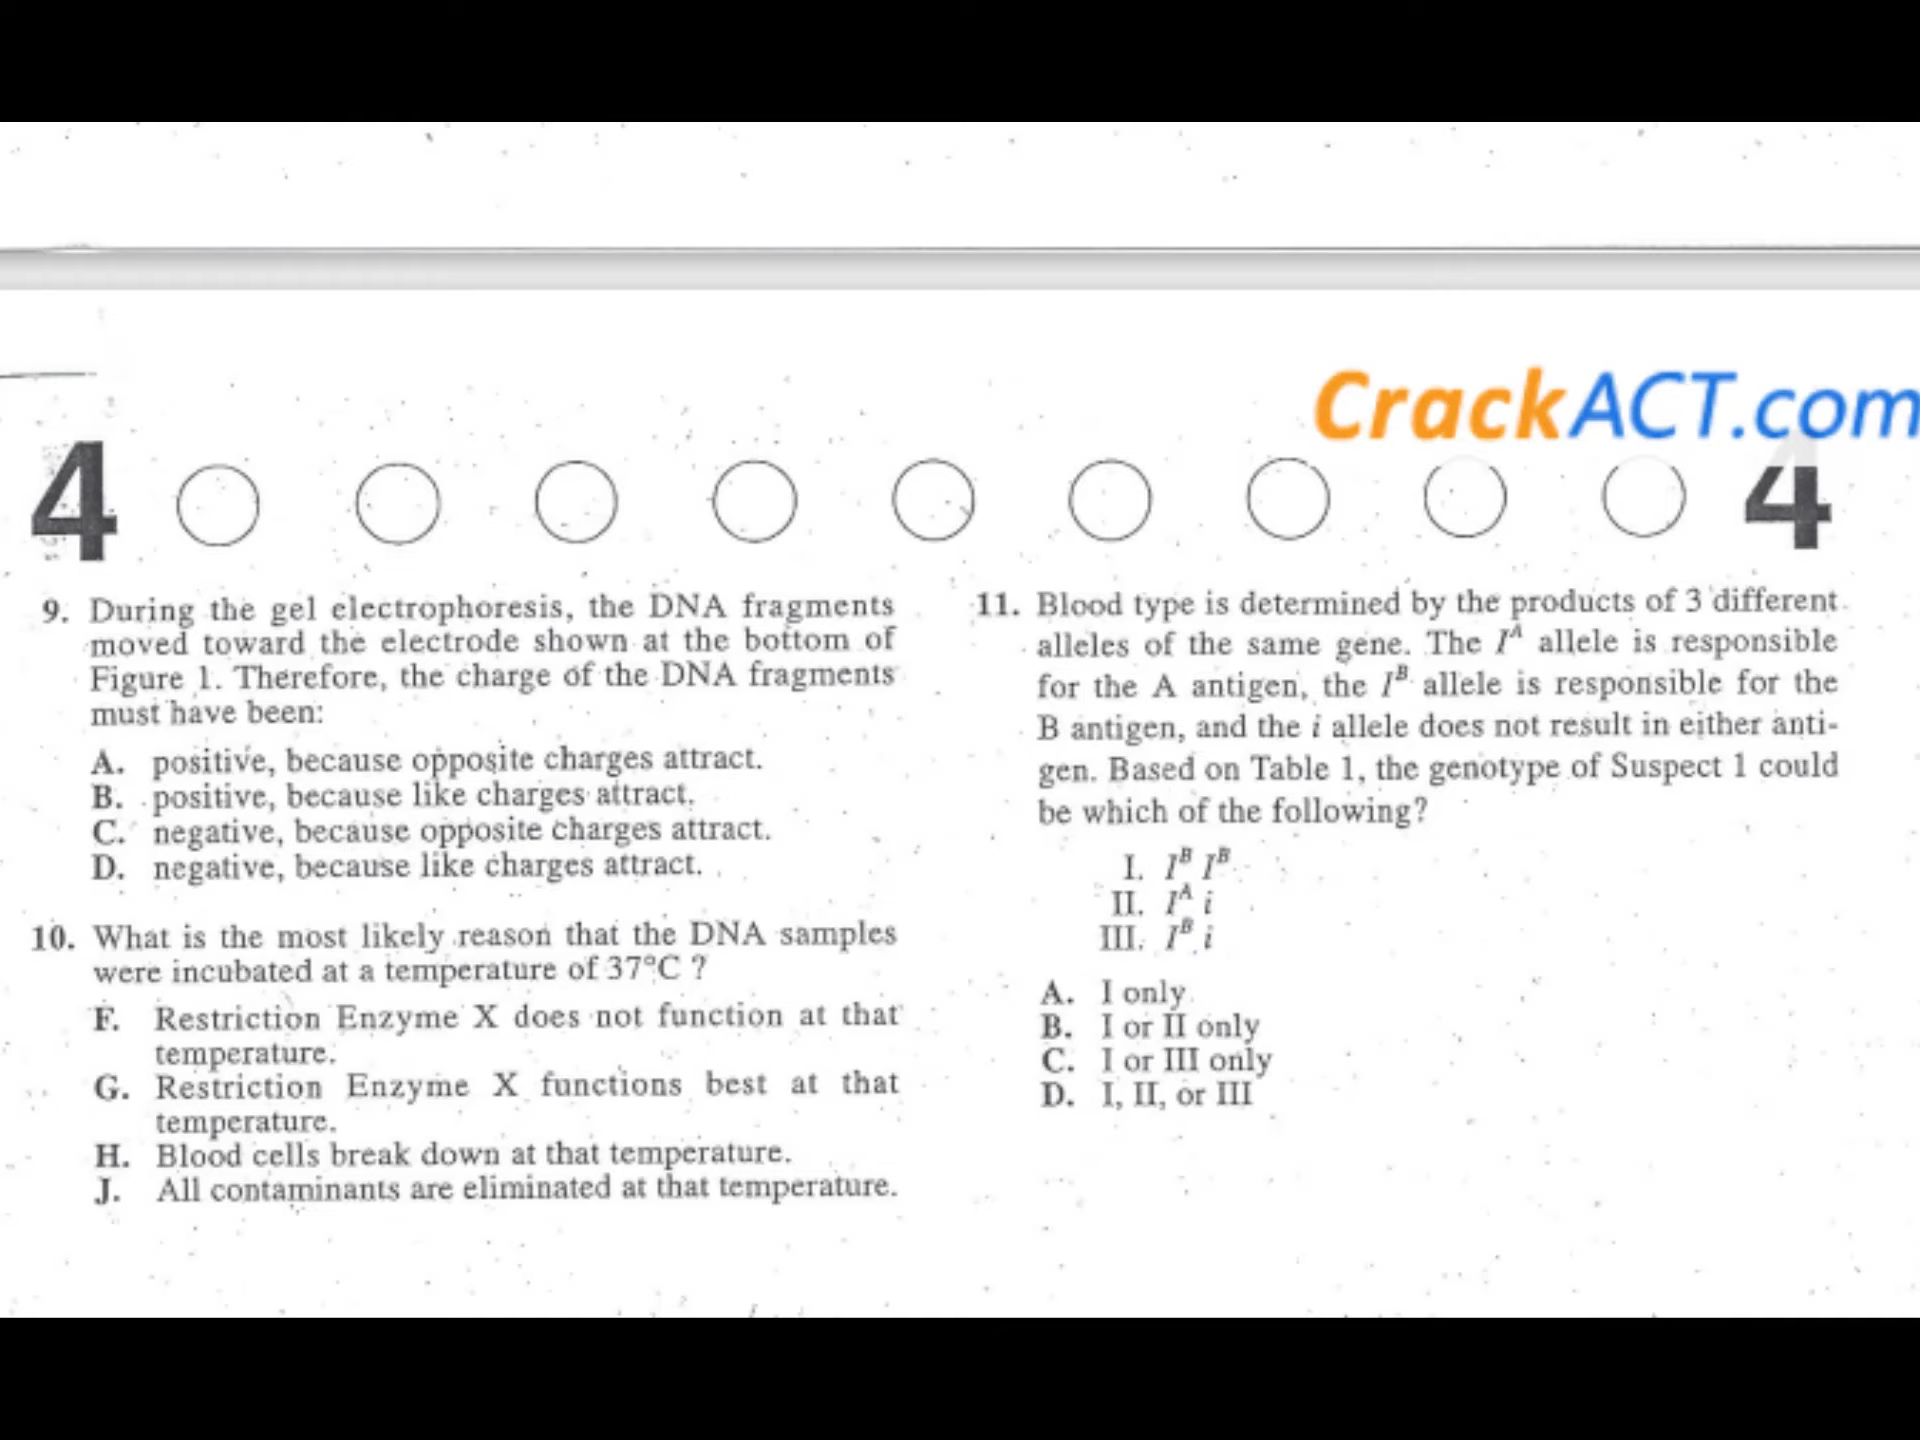 CrackACT.com
4 4
9. During the gel electrophoresis, the DNA fragments
moved toward the electrode shown at the bottom of
Figure 1. Therefore, the charge of the DNA fragments
must have been:
A. positive, because opposite charges attract.
B. positive, because like charges attract.
C. negative, because opposite charges attract.
D. negative, because like charges attract.
10. What is the most likely reason that the DNA samples
were incubated at a temperature of 37°C ?
F. Restriction Enzyme X does not function at that
temperature.
G. Restriction Enzyme X functions best at that
temperature.
H. Blood cells break down at that temperature.
J. All contaminants are eliminated at that temperature.
11. Blood type is determined by the products of 3 different
alleles of the same gene. The I^A allele is responsible
for the A antigen, the I^B allele is responsible for the
B antigen, and the i allele does not result in either anti-
gen. Based on Table 1, the genotype of Suspect 1 could
be which of the following?
I. I^B I^B
II. I^A i
III. I^B i
A. I only
B. I or II only
C. I or III only
D. I, II, or III